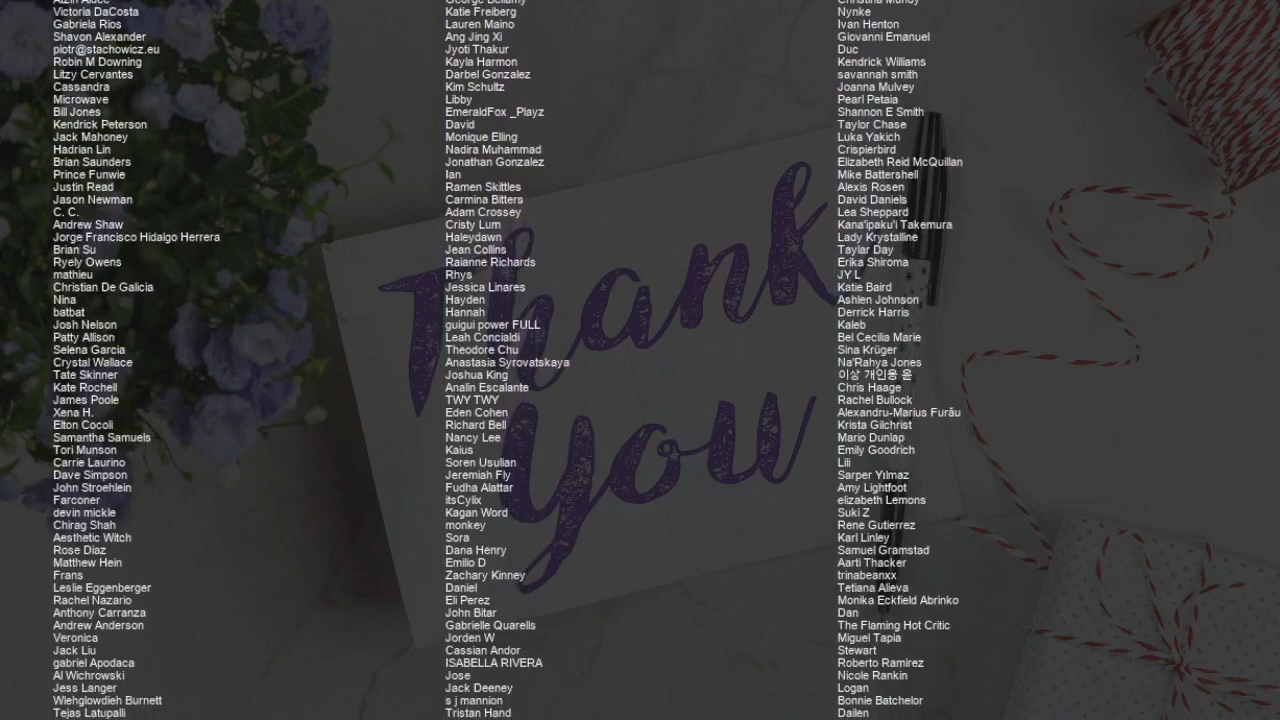 Victoria DaCosta
Gabriela Rios
Shavon Alexander
piotr@stachowicz.eu
Robin M Downing
Litzy Cervantes
Cassandra
Microwave
Bill Jones
Kendrick Peterson
Jack Mahoney
Hadrian Lin
Brian Saunders
Prince Funwie
Justin Read
Jason Newman
C. C.
Andrew Shaw
Jorge Francisco Hidalgo Herrera
Brian Su
Ryely Owens
mathieu
Christian De Galicia
Nina
batbat
Josh Nelson
Patty Allison
Selena Garcia
Crystal Wallace
Tate Skinner
Kate Rochell
James Poole
Xena H.
Elton Cocoli
Samantha Samuels
Tori Munson
Carrie Laurino
Dave Simpson
John Stroehlein
Farconer
devin mickle
Chirag Shah
Aesthetic Witch
Rose Diaz
Matthew Hein
Frans
Leslie Eggenberger
Rachel Nazario
Anthony Carranza
Andrew Anderson
Veronica
Jack Liu
gabriel Apodaca
Al Wichrowski
Jess Langer
Wlehglowdieh Burnett
Tejas Latupalli
George Bellamy
Katie Freiberg
Lauren Maino
Ang Jing Xi
Jyoti Thakur
Kayla Harmon
Darbel Gonzalez
Kim Schultz
Libby
EmeraldFox _Playz
David
Monique Elling
Nadira Muhammad
Jonathan Gonzalez
Ian
Ramen Skittles
Carmina Bitters
Adam Crossey
Cristy Lum
Haleydawn
Jean Collins
Raianne Richards
Rhys
Jessica Linares
Hayden
Hannah
guigui power FULL
Leah Concialdi
Theodore Chu
Anastasia Syrovatskaya
Joshua King
Analin Escalante
TWY TWY
Eden Cohen
Richard Bell
Nancy Lee
Kaius
Soren Usulian
Jeremiah Fly
Fudha Alattar
itsCylix
Kagan Word
monkey
Sora
Dana Henry
Emilio D
Zachary Kinney
Daniel
Eli Perez
John Bitar
Gabrielle Quarells
Jorden W
Cassian Andor
ISABELLA RIVERA
Jose
Jack Deeney
s j mannion
Tristan Hand
Christina Mundy
Nynke
Ivan Henton
Giovanni Emanuel
Duc
Kendrick Williams
savannah smith
Joanna Mulvey
Pearl Petaia
Shannon E Smith
Taylor Chase
Luka Yakich
Crispierbird
Elizabeth Reid McQuillan
Mike Battershell
Alexis Rosen
David Daniels
Lea Sheppard
Kana'ipaku'i Takemura
Lady Krystalline
Taylar Day
Erika Shiroma
JY L
Katie Baird
Ashlen Johnson
Derrick Harris
Kaleb
Bel Cecilia Marie
Sina Krüger
Na'Rahya Jones
이상 개인용 윤
Chris Haage
Rachel Bullock
Alexandru-Marius Furău
Krista Gilchrist
Mario Dunlap
Emily Goodrich
Lili
Sarper Yılmaz
Amy Lightfoot
elizabeth Lemons
Suki Z
Rene Gutierrez
Karl Linley
Samuel Gramstad
Aarti Thacker
trinabeanxx
Tetiana Alieva
Monika Eckfield Abrinko
Dan
The Flaming Hot Critic
Miguel Tapia
Stewart
Roberto Ramirez
Nicole Rankin
Logan
Bonnie Batchelor
Dailen
Thank
You